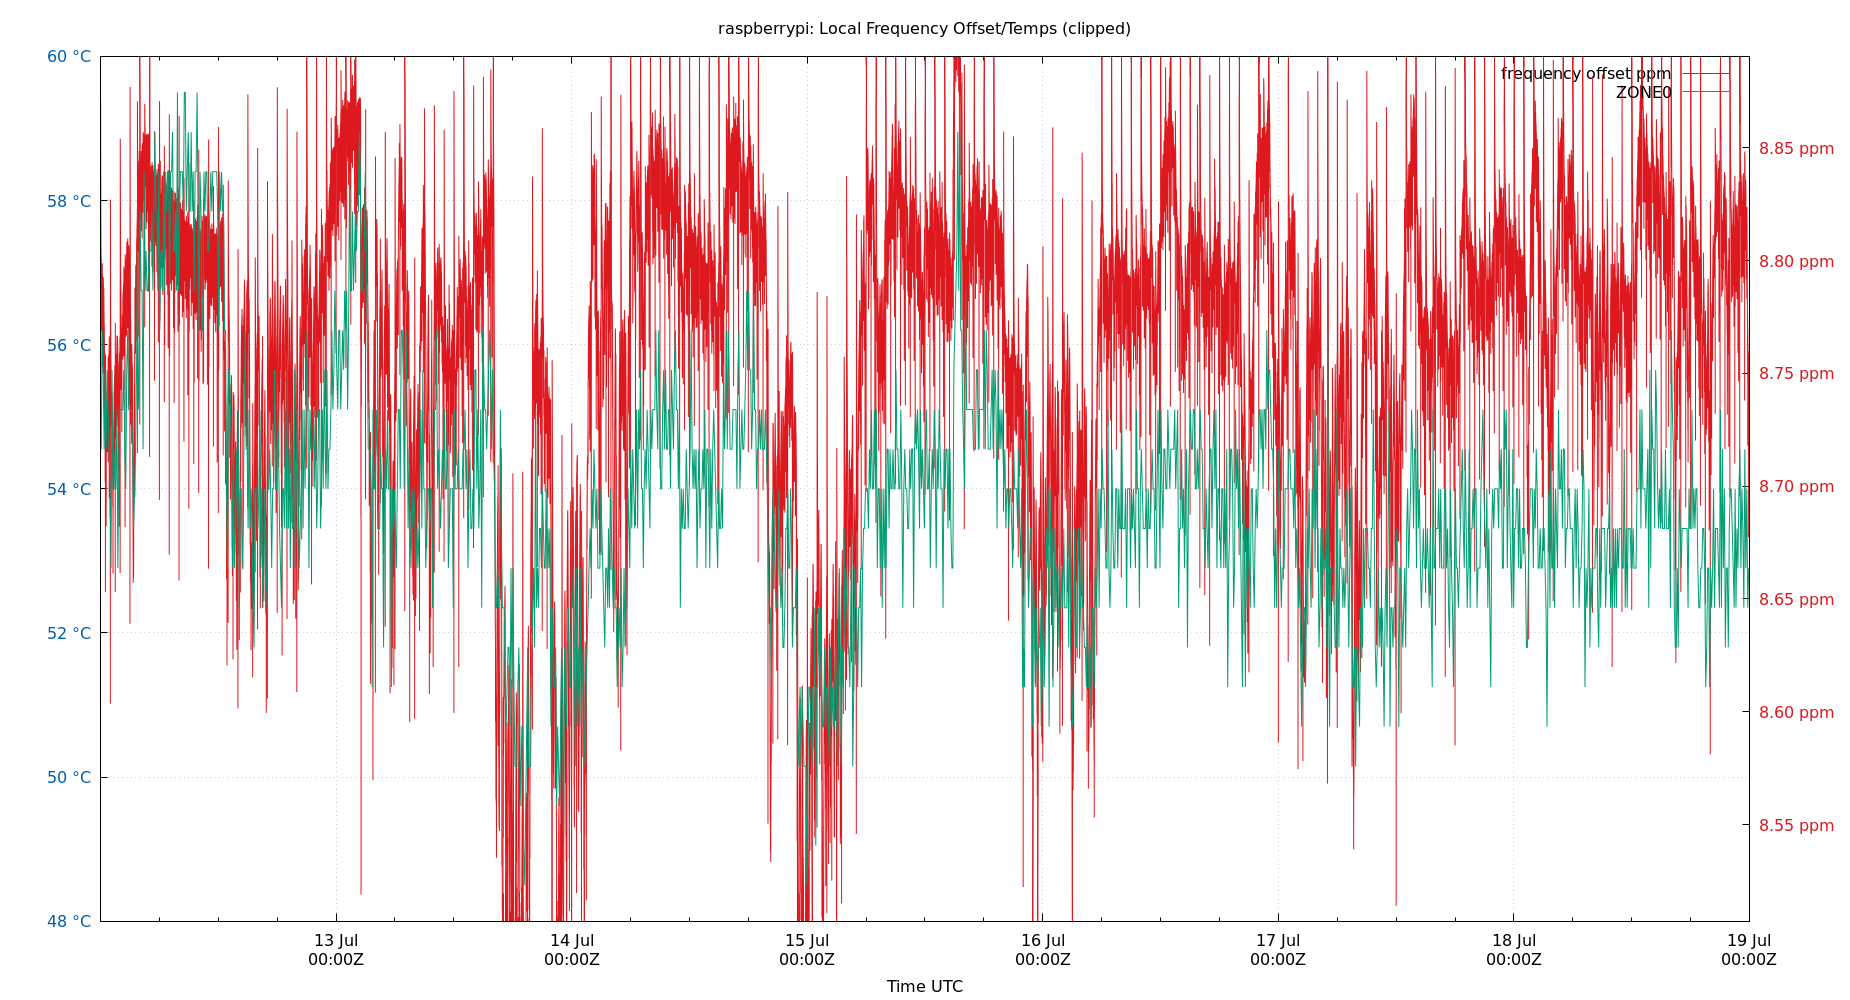 raspberrypi: Local Frequency Offset/Temps (clipped)
60 °C
58 °C
56 °C
54 °C
52 °C
50 °C
48 °C
frequency offset ppm
ZONE0
8.85 ppm
8.80 ppm
8.75 ppm
8.70 ppm
8.65 ppm
8.60 ppm
8.55 ppm
13 Jul
00:00Z
14 Jul
00:00Z
15 Jul
00:00Z
16 Jul
00:00Z
17 Jul
00:00Z
18 Jul
00:00Z
19 Jul
00:00Z
Time UTC